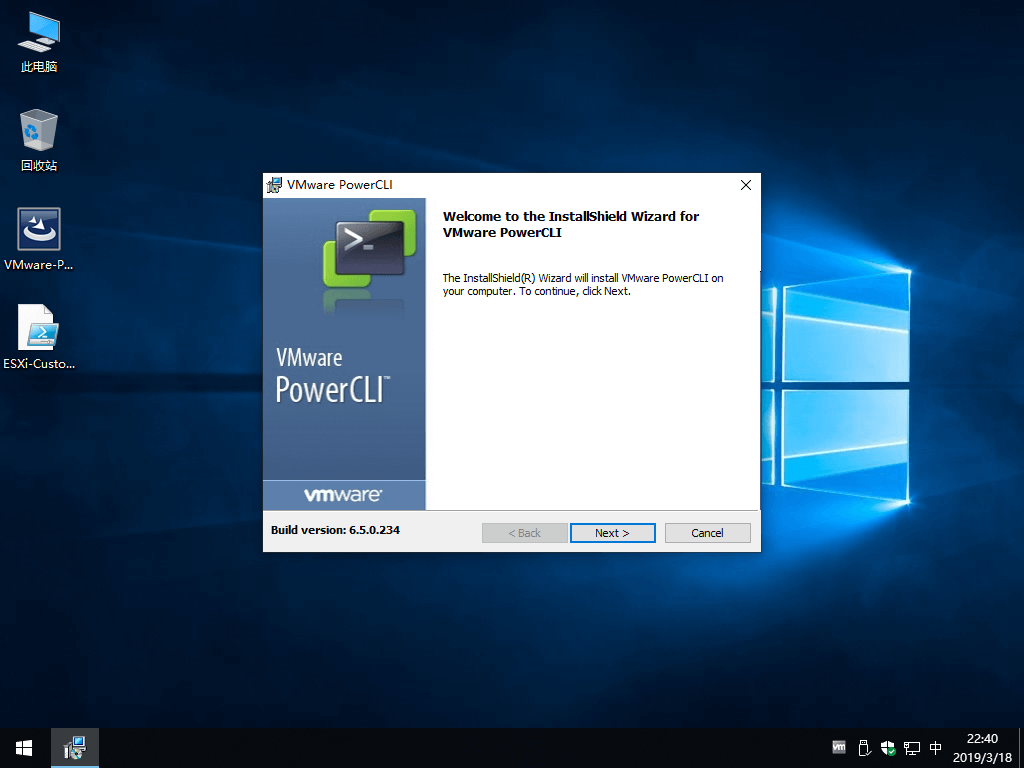 此电脑
回收站
VMware-P...
ESXi-Custo...
VMware PowerCLI
>_
VMware
PowerCLI™
vmware®
Welcome to the InstallShield Wizard for
VMware PowerCLI
The InstallShield(R) Wizard will install VMware PowerCLI on
your computer. To continue, click Next.
Build version: 6.5.0.234
< Back
Next >
Cancel
vm
中
22:40
2019/3/18